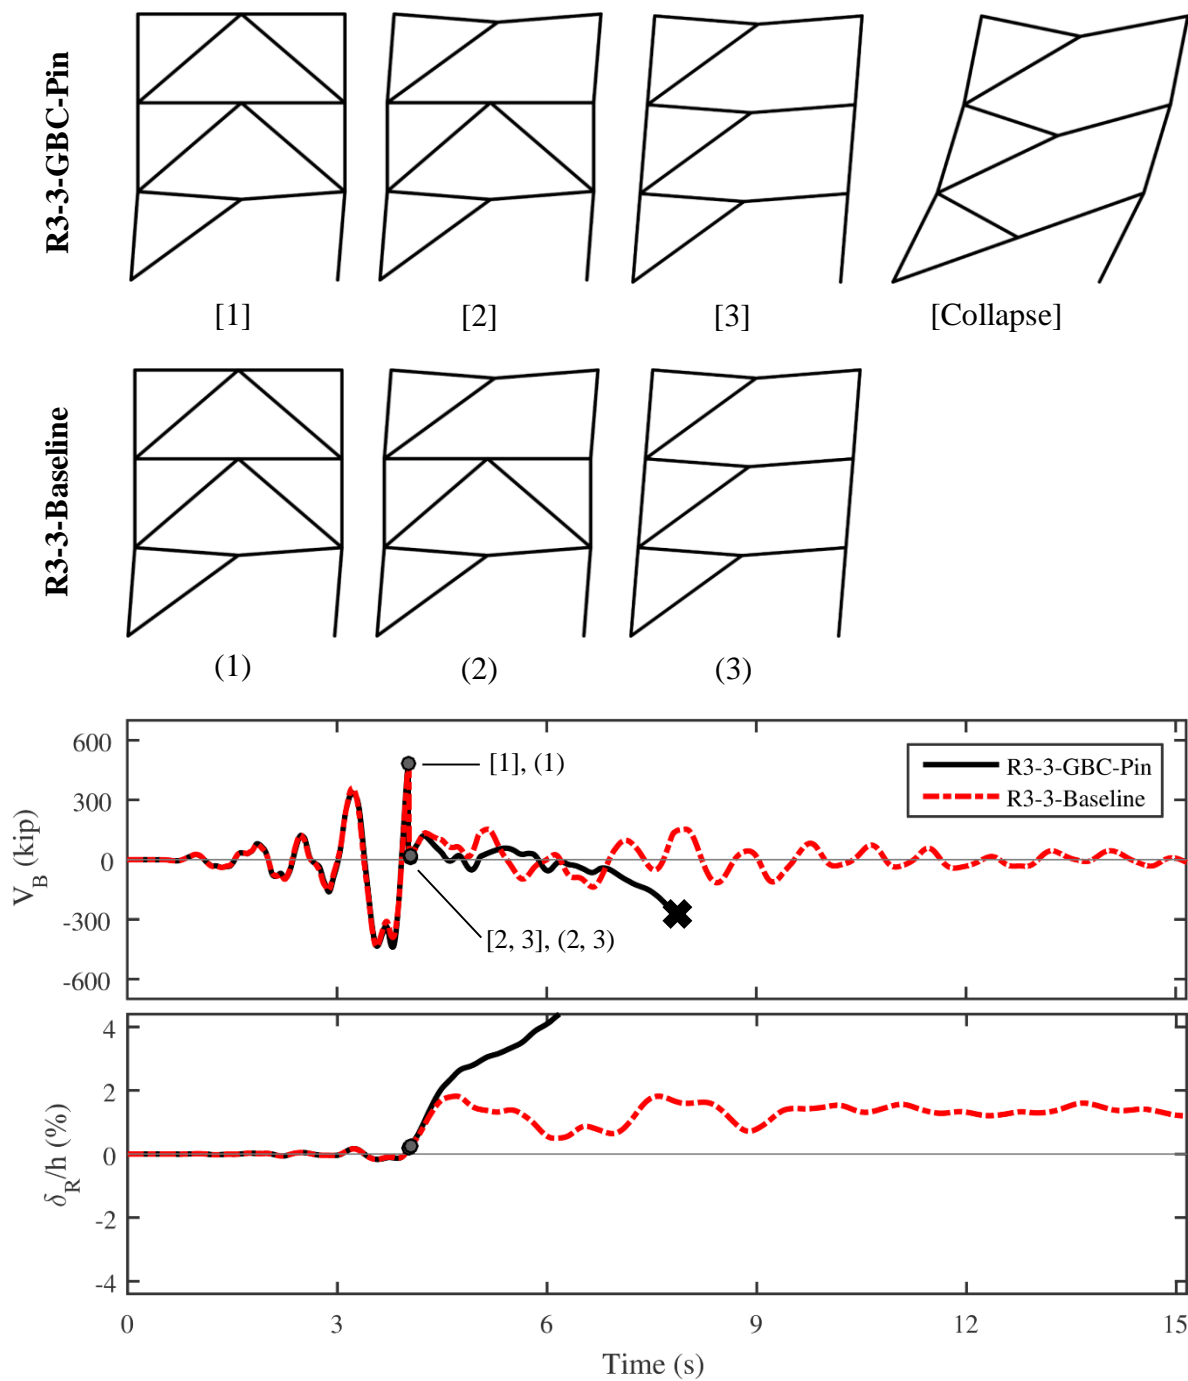 R3-3-GBC-Pin
[1]
[2]
[3]
[Collapse]
R3-3-Baseline
(1)
(2)
(3)
600
300
0
-300
-600
V_B (kip)
[1], (1)
[2, 3], (2, 3)
R3-3-GBC-Pin
R3-3-Baseline
4
2
0
-2
-4
δ_R/h (%)
0
3
6
9
12
15
Time (s)